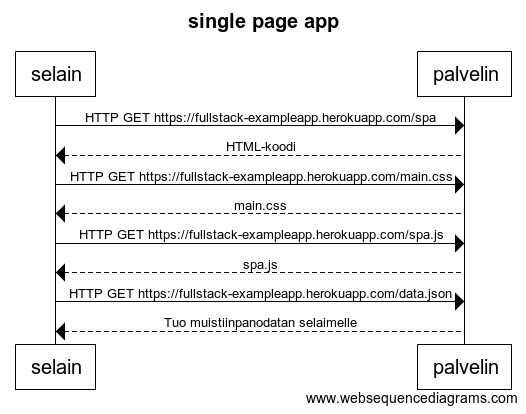 single page app
selain
palvelin
HTTP GET https://fullstack-exampleapp.herokuapp.com/spa
HTML-koodi
HTTP GET https://fullstack-exampleapp.herokuapp.com/main.css
main.css
HTTP GET https://fullstack-exampleapp.herokuapp.com/spa.js
spa.js
HTTP GET https://fullstack-exampleapp.herokuapp.com/data.json
Tuo muistiinpanodatan selaimelle
selain
palvelin
www.websequencediagrams.com